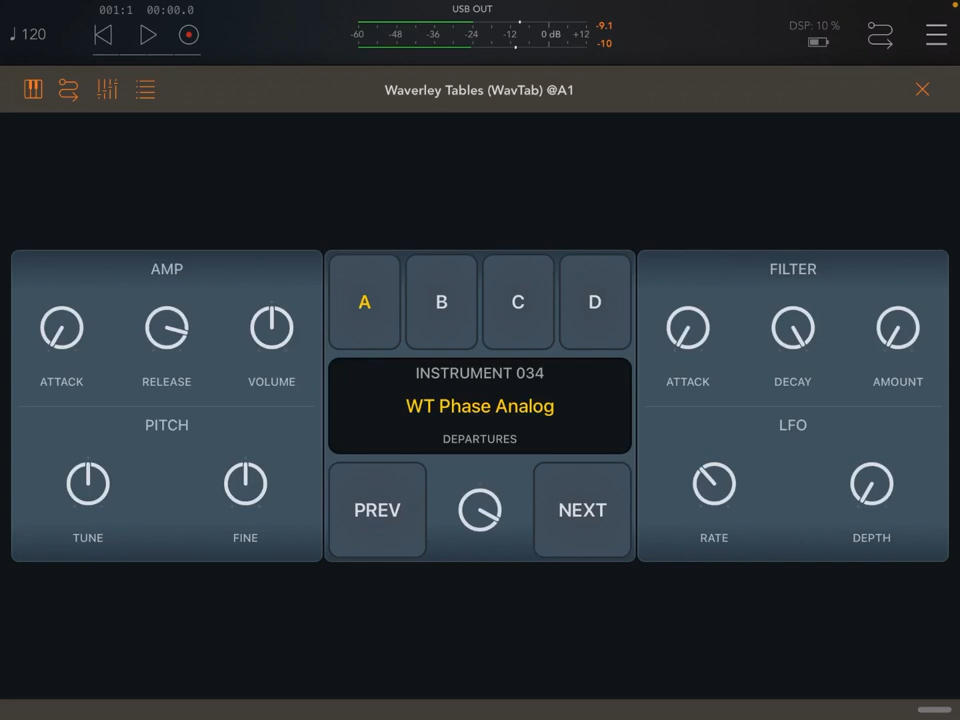 001:1 00:00.0
USB OUT
120
-60 -48 -36 -24 -12 0 dB +12
-9.1
-10
DSP: 10 %
Waverley Tables (WavTab) @A1
AMP
ATTACK RELEASE VOLUME
PITCH
TUNE FINE
A B C D
INSTRUMENT 034
WT Phase Analog
DEPARTURES
PREV NEXT
FILTER
ATTACK DECAY AMOUNT
LFO
RATE DEPTH